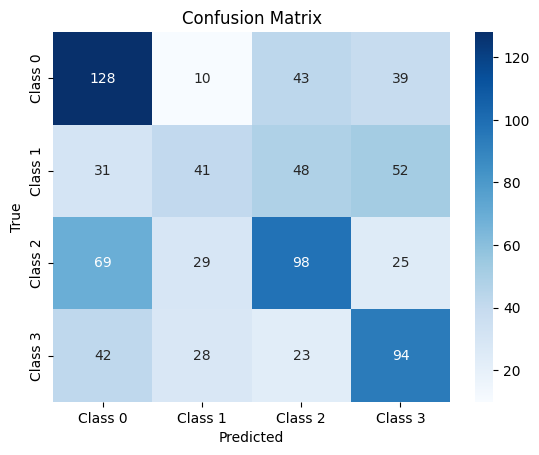 Confusion Matrix
True
Class 0
128 10 43 39
Class 1
31 41 48 52
Class 2
69 29 98 25
Class 3
42 28 23 94
Class 0 Class 1 Class 2 Class 3
Predicted
120
100
80
60
40
20